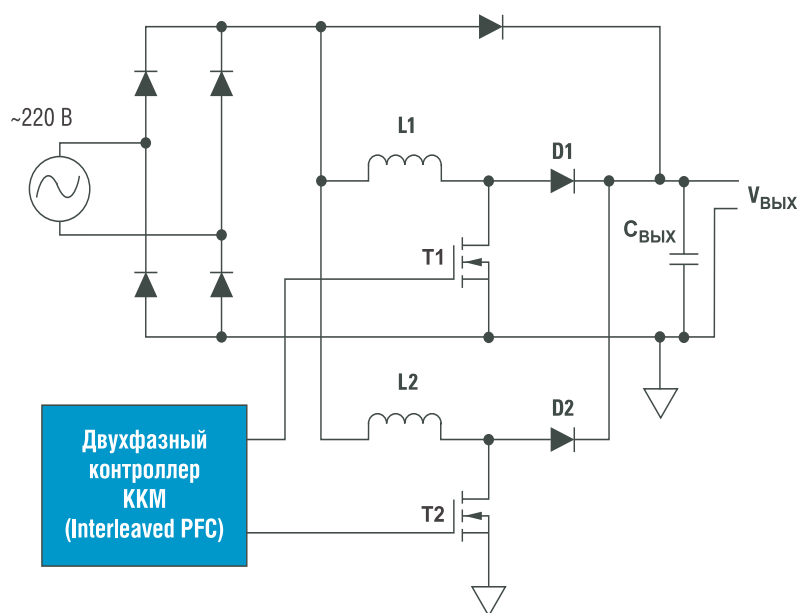 ~220 В
L1
D1
VВЫХ
CВЫХ
T1
L2
D2
Двухфазный
контроллер
ККМ
(Interleaved PFC)
T2